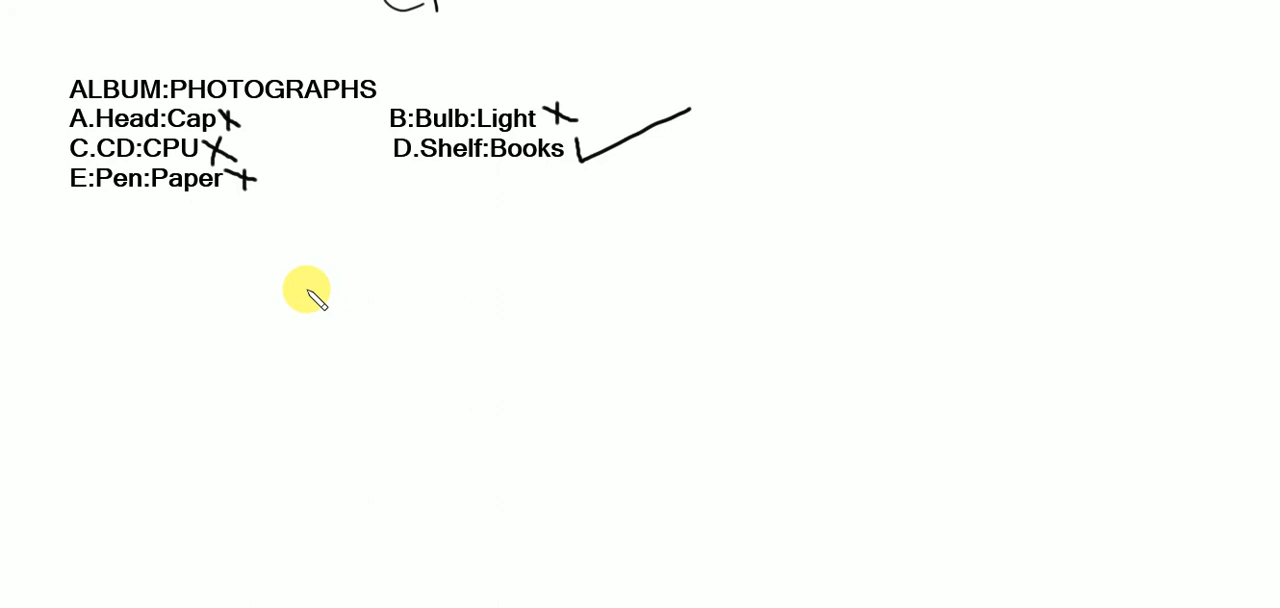 ALBUM:PHOTOGRAPHS
A.Head:Cap B:Bulb:Light
C.CD:CPU D.Shelf:Books
E:Pen:Paper